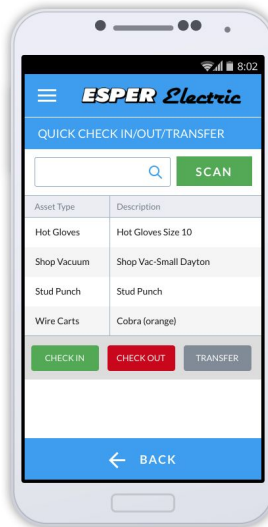 8:02
ESPER Electric
QUICK CHECK IN/OUT/TRANSFER
SCAN
Asset Type Description
Hot Gloves Hot Gloves Size 10
Shop Vacuum Shop Vac-Small Dayton
Stud Punch Stud Punch
Wire Carts Cobra (orange)
CHECK IN CHECK OUT TRANSFER
BACK